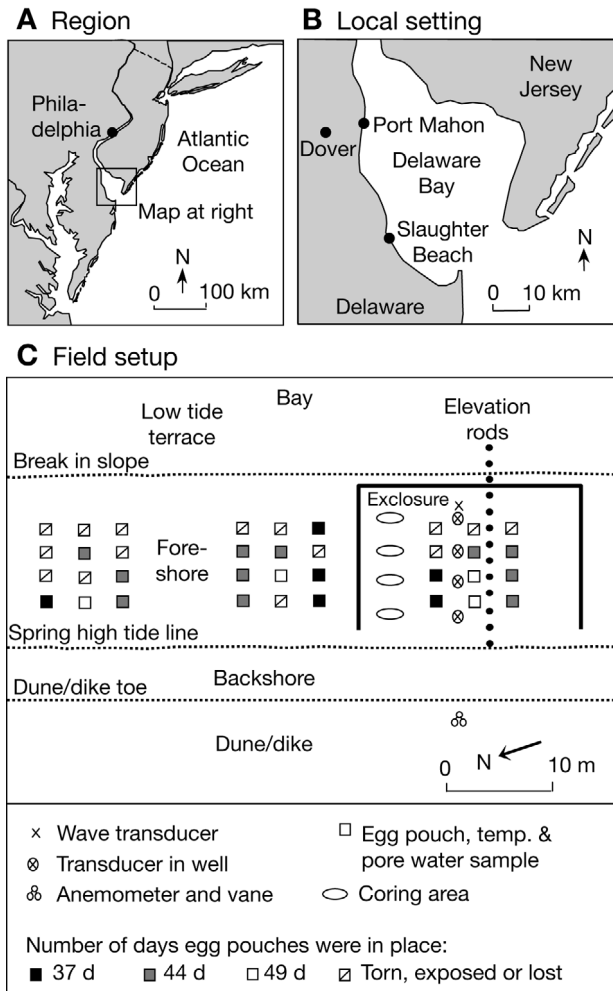 A Region
Phila-
delphia
Atlantic
Ocean
Map at right
N
0 100 km
B Local setting
New
Jersey
Port Mahon
Dover
Delaware
Bay
Slaughter
Beach
N
Delaware
0 10 km
C Field setup
Bay
Low tide
terrace
Elevation
rods
Break in slope
Exclosure
Fore-
shore
Spring high tide line
Backshore
Dune/dike toe
Dune/dike
0 N 10 m
Wave transducer
Transducer in well
Anemometer and vane
Egg pouch, temp. &
pore water sample
Coring area
Number of days egg pouches were in place:
37 d 44 d 49 d Torn, exposed or lost